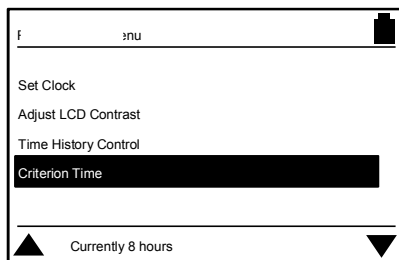 Set Clock
Adjust LCD Contrast
Time History Control
Criterion Time
Currently 8 hours